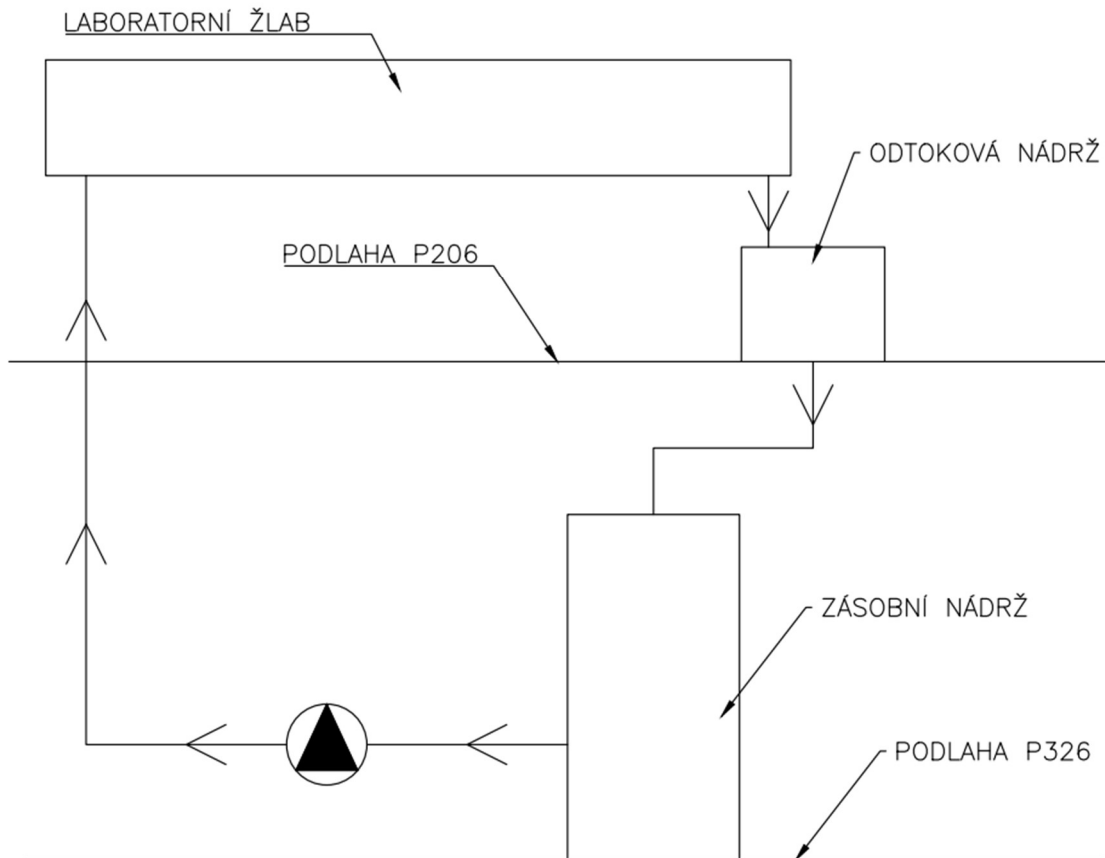 LABORATORNÍ ŽLAB
ODTOKOVÁ NÁDRŽ
PODLAHA P206
ZÁSOBNÍ NÁDRŽ
PODLAHA P326